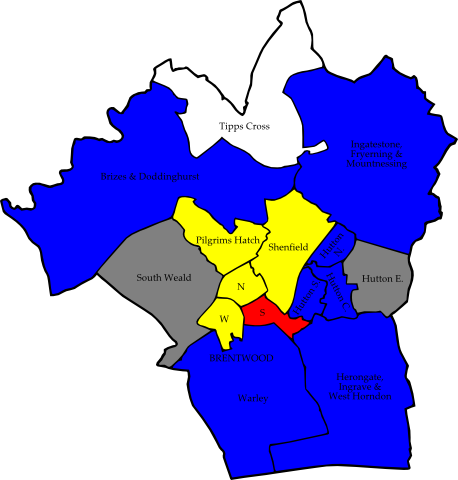 Tipps Cross
Ingatestone,
Fryerning &
Mountnessing
Brizes & Doddinghurst
Pilgrims Hatch
Shenfield
Hutton
N.
South Weald
Hutton E.
N
Hutton S.
Hutton C.
W
S
BRENTWOOD
Warley
Herongate,
Ingrave &
West Horndon